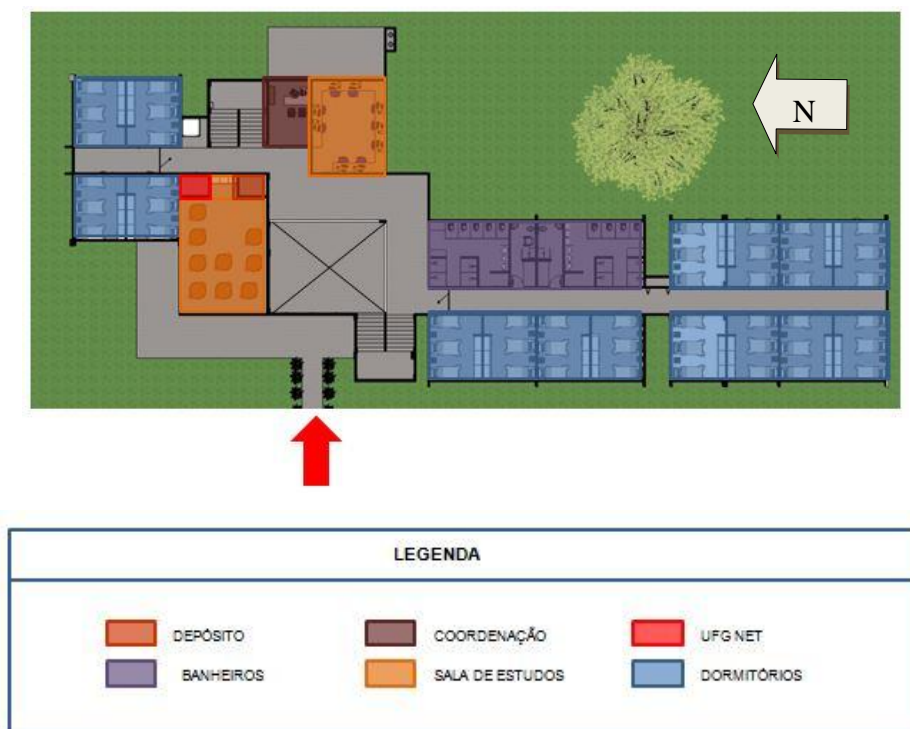 N
LEGENDA
DEPÓSITO COORDENAÇÃO UFG NET
BANHEIROS SALA DE ESTUDOS DORMITÓRIOS